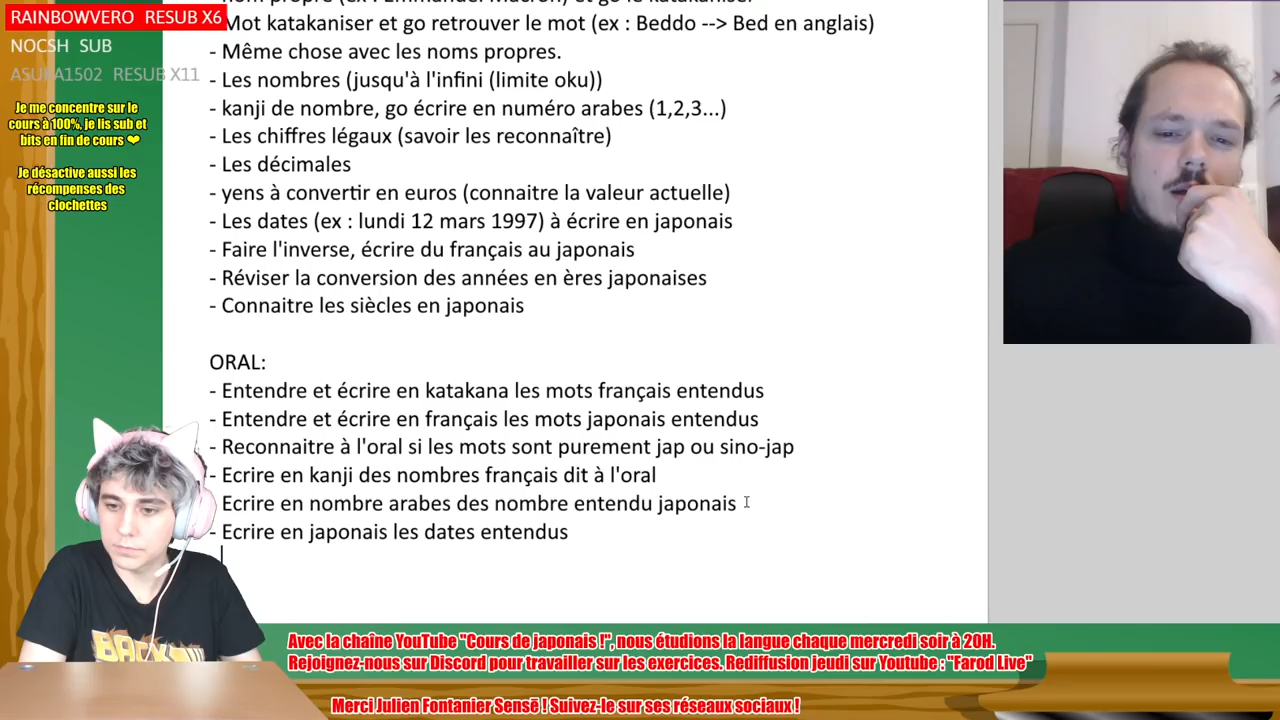 RAINBOWVERO RESUB X6
NOCSH SUB
RESUB X11
Je me concentre sur le
cours à 100%, je lis sub et
bits en fin de cours ❤
Je désactive aussi les
récompenses des
clochettes
nom propre (ex : Emmanuel Macron) et go le katakaniser
Mot katakaniser et go retrouver le mot (ex : Beddo --> Bed en anglais)
- Même chose avec les noms propres.
- Les nombres (jusqu'à l'infini (limite oku))
- kanji de nombre, go écrire en numéro arabes (1,2,3...)
- Les chiffres légaux (savoir les reconnaître)
- Les décimales
- yens à convertir en euros (connaitre la valeur actuelle)
- Les dates (ex : lundi 12 mars 1997) à écrire en japonais
- Faire l'inverse, écrire du français au japonais
- Réviser la conversion des années en ères japonaises
- Connaitre les siècles en japonais
ORAL:
- Entendre et écrire en katakana les mots français entendus
- Entendre et écrire en français les mots japonais entendus
- Reconnaitre à l'oral si les mots sont purement jap ou sino-jap
- Ecrire en kanji des nombres français dit à l'oral
Ecrire en nombre arabes des nombre entendu japonais
- Ecrire en japonais les dates entendus
Avec la chaîne YouTube "Cours de japonais !", nous étudions la langue chaque mercredi soir à 20H.
Rejoignez-nous sur Discord pour travailler sur les exercices. Rediffusion jeudi sur Youtube : "Farod Live"
Merci Julien Fontanier Sensē ! Suivez-le sur ses réseaux sociaux !